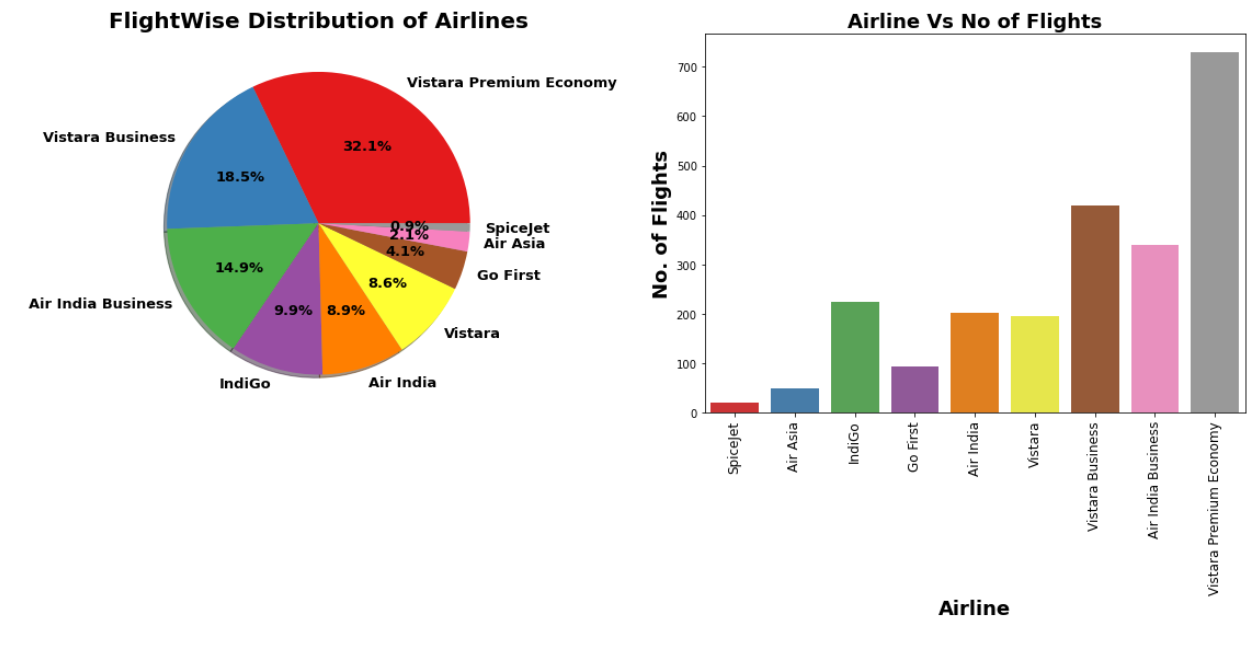 FlightWise Distribution of Airlines
Vistara Premium Economy
32.1%
Vistara Business
18.5%
Air India Business
14.9%
IndiGo
9.9%
Air India
8.9%
Vistara
8.6%
Go First
4.1%
Air Asia
2.1%
SpiceJet
0.9%
Airline Vs No of Flights
No. of Flights
700
600
500
400
300
200
100
0
SpiceJet
Air Asia
IndiGo
Go First
Air India
Vistara
Vistara Business
Air India Business
Vistara Premium Economy
Airline